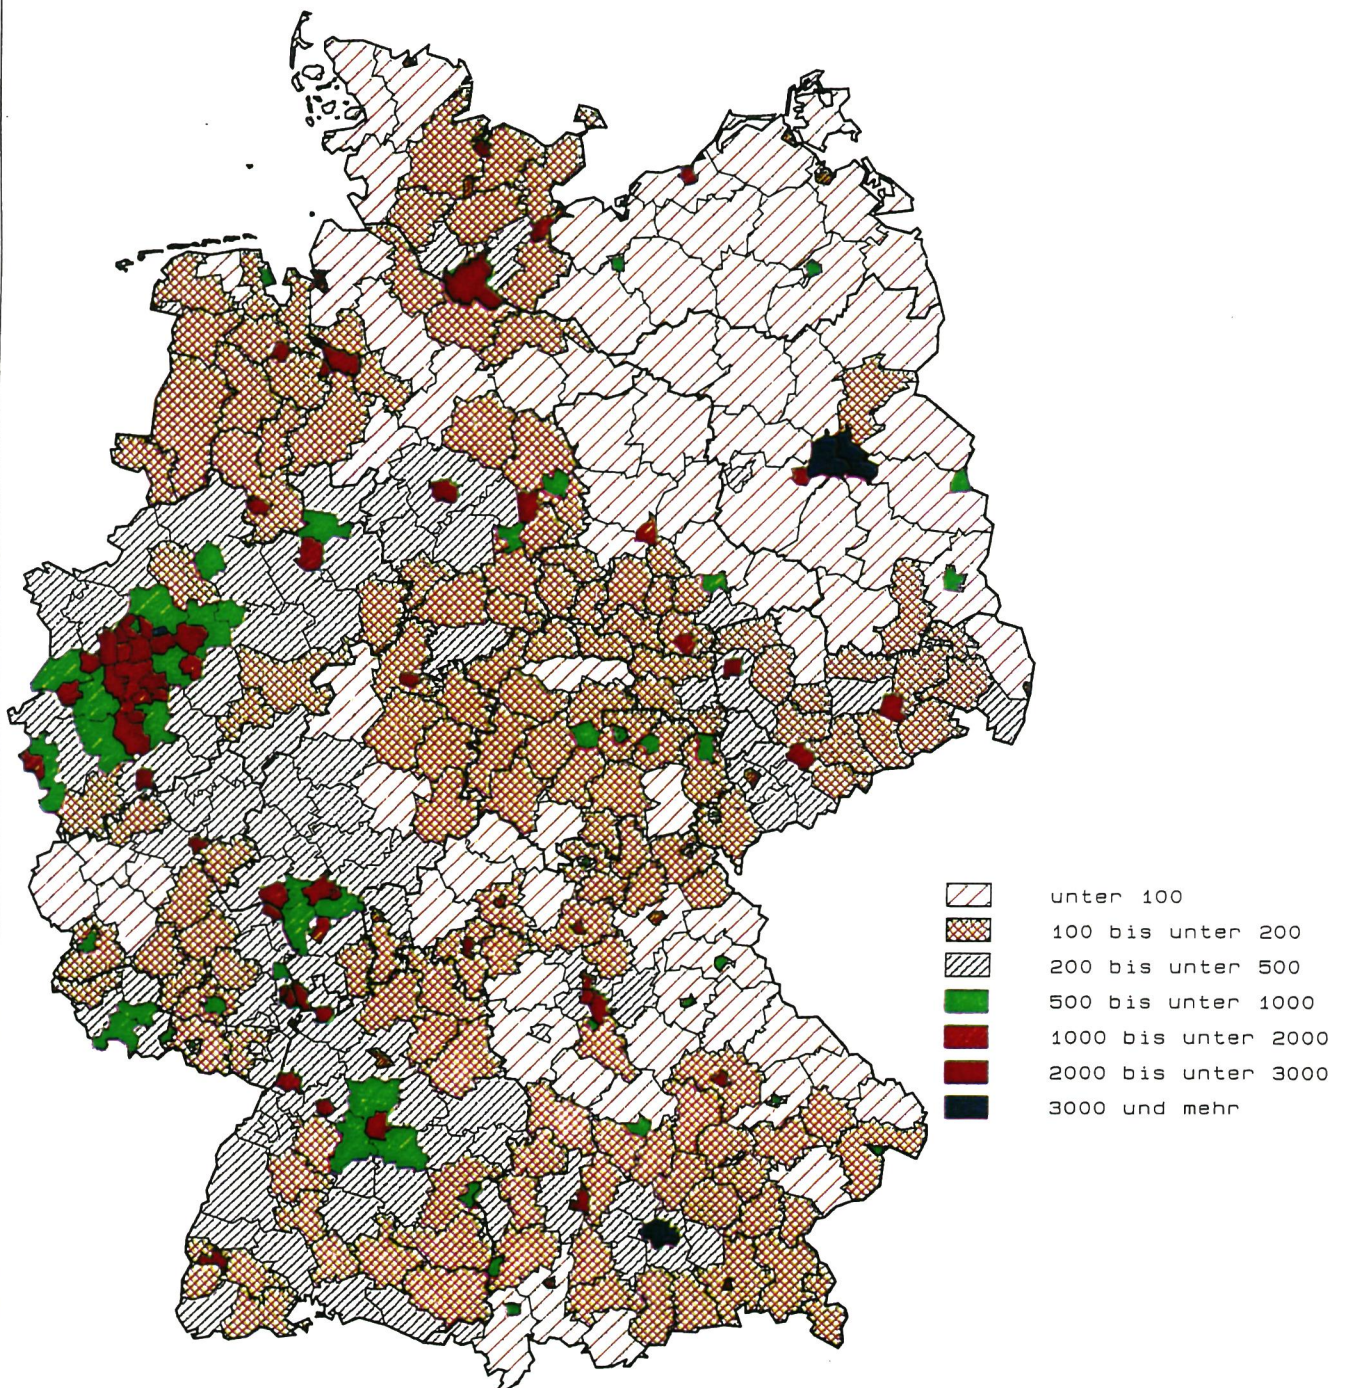 unter 100
100 bis unter 200
200 bis unter 500
500 bis unter 1000
1000 bis unter 2000
2000 bis unter 3000
3000 und mehr